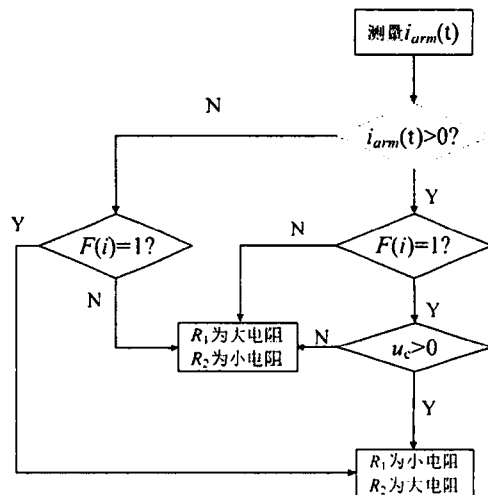 测量i_arm(t)
N
i_arm(t)>0?
Y
Y
F(i)=1?
N
F(i)=1?
N
Y
R₁为大电阻
R₂为小电阻
N
u_c>0
Y
R₁为小电阻
R₂为大电阻